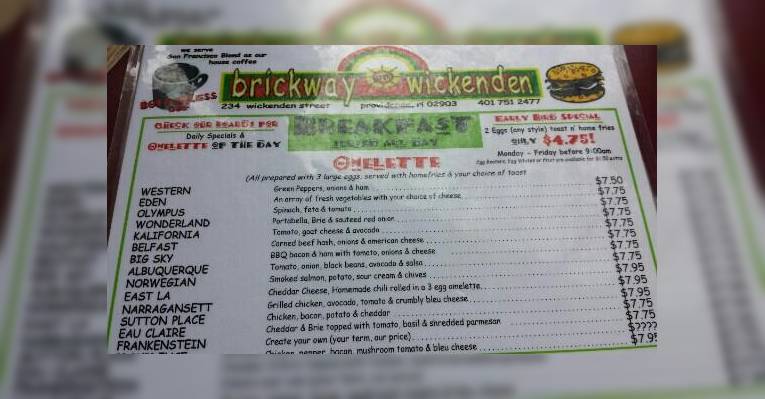 we serve
San Francisco Blend as our
house coffee
brickway wickenden
234 wickenden street providence, ri 02903 401 751 2477
CHECK OUR BOARDS FOR
Daily Specials &
OMELETTE OF THE DAY
BREAKFAST
SERVED ALL DAY
EARLY BIRD SPECIAL
2 Eggs (any style) toast n' home fries
ONLY $4.75!
Monday - Friday before 9:00am
OMELETTE
(All prepared with 3 large eggs, served with homefries & your choice of toast
WESTERN Green Peppers, onions & ham $7.50
EDEN An array of fresh vegetables with your choice of cheese $7.75
OLYMPUS Spinach, feta & tomato $7.75
WONDERLAND Portabella, Brie & sauteed red onion $7.75
KALIFORNIA Tomato, goat cheese & avocado $7.75
BELFAST Corned beef hash, onions & american cheese $7.75
BIG SKY BBQ bacon & ham with tomato, onions & cheese $7.75
ALBUQUERQUE Tomato, onion, black beans, avocado & salsa $7.75
NORWEGIAN Smoked salmon, potato, sour cream & chives $7.95
EAST LA Cheddar Cheese, Homemade chili rolled in a 3 egg omelette $7.95
NARRAGANSETT Grilled chicken, avocado, tomato & crumbly bleu cheese $7.95
SUTTON PLACE Chicken, bacon, potato & cheddar $7.75
EAU CLAIRE Cheddar & Brie topped with tomato, basil & shredded parmesan $7.75
FRANKENSTEIN Create your own (your term, our price) $????
Chicken, pepper, bacon, mushroom tomato & bleu cheese $7.95